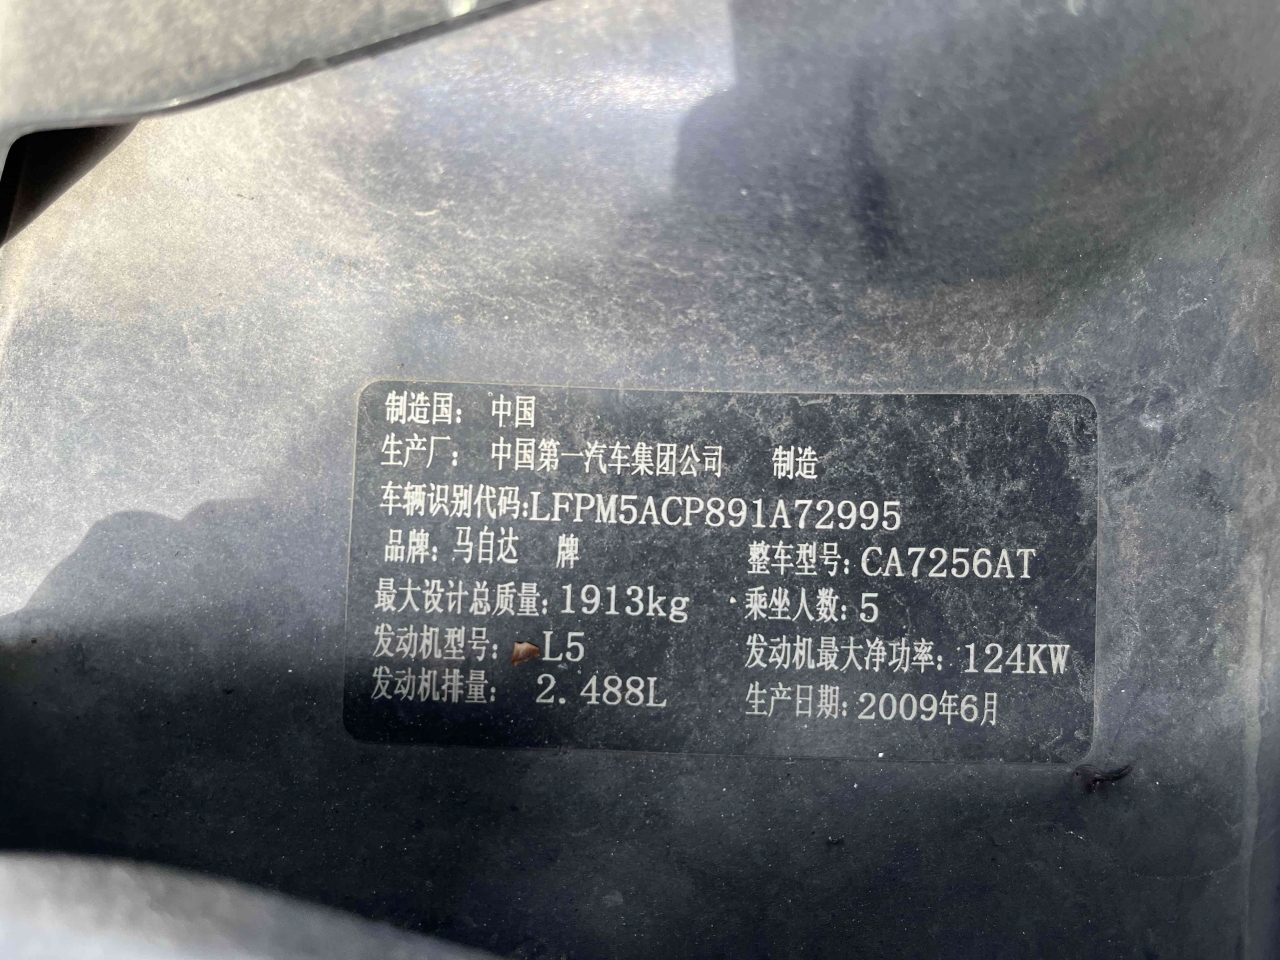 制造国： 中国
生产厂： 中国第一汽车集团公司 制造
车辆识别代码:LFPM5ACP891A72995
品牌: 马自达 牌 整车型号: CA7256AT
最大设计总质量: 1913kg 乘坐人数: 5
发动机型号: L5 发动机最大净功率: 124KW
发动机排量: 2.488L 生产日期: 2009年6月